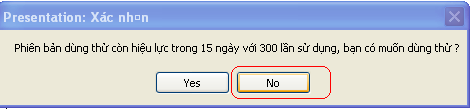 Presentation: Xác nh¤n
Phiên bản dùng thử còn hiệu lực trong 15 ngày với 300 lần sử dụng, bạn có muốn dùng thử ?
Yes
No